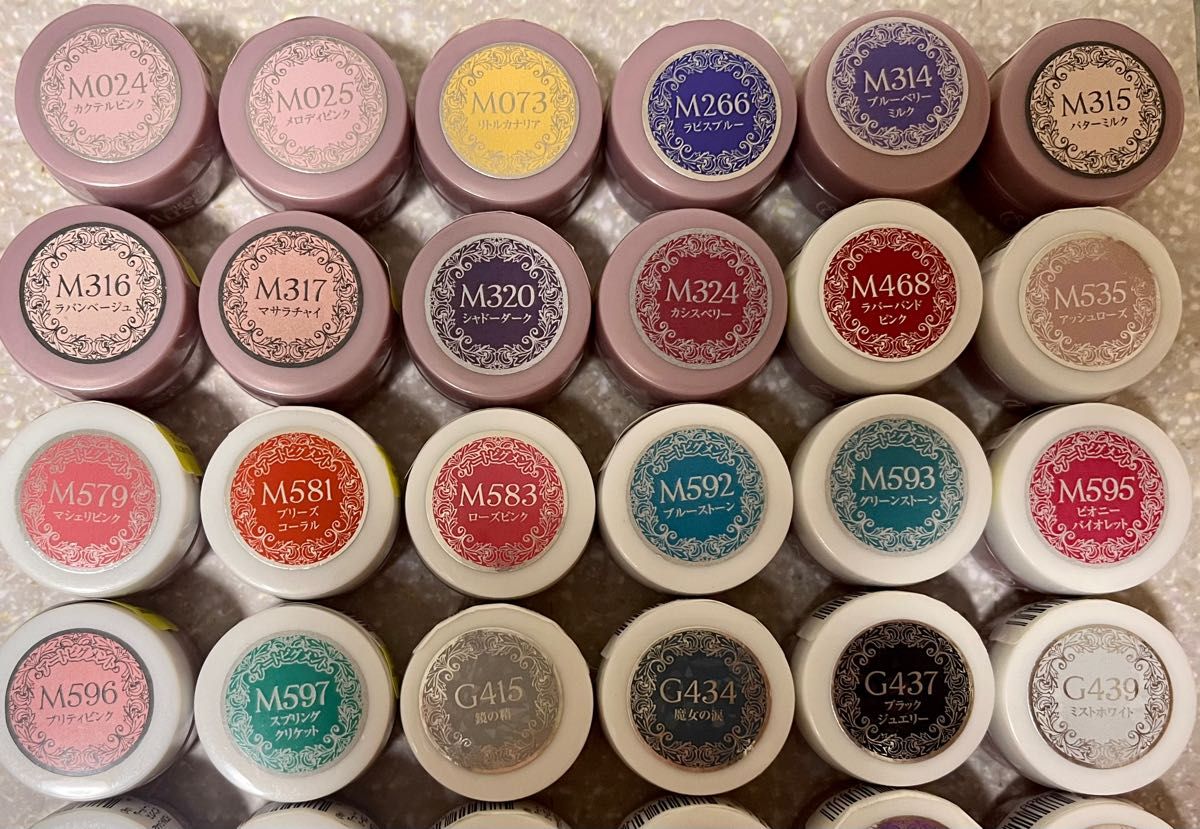 M024
カクテルピンク
M025
メロディピンク
M073
リトルカナリア
M266
ラピスブルー
M314
ブルーベリー
ミルク
M315
バターミルク
M316
ラパンベージュ
M317
マサラチャイ
M320
シャドーダーク
M324
カシスベリー
M468
ラバーバンド
ピンク
M535
アッシュローズ
M579
マシェリピンク
M581
ブリーズ
コーラル
M583
ローズピンク
M592
ブルーストーン
M593
グリーンストーン
M595
ピオニー
バイオレット
M596
プリティピンク
M597
スプリング
クリケット
G415
鏡の精
G434
魔女の涙
G437
ブラック
ジュエリー
G439
ミストホワイト